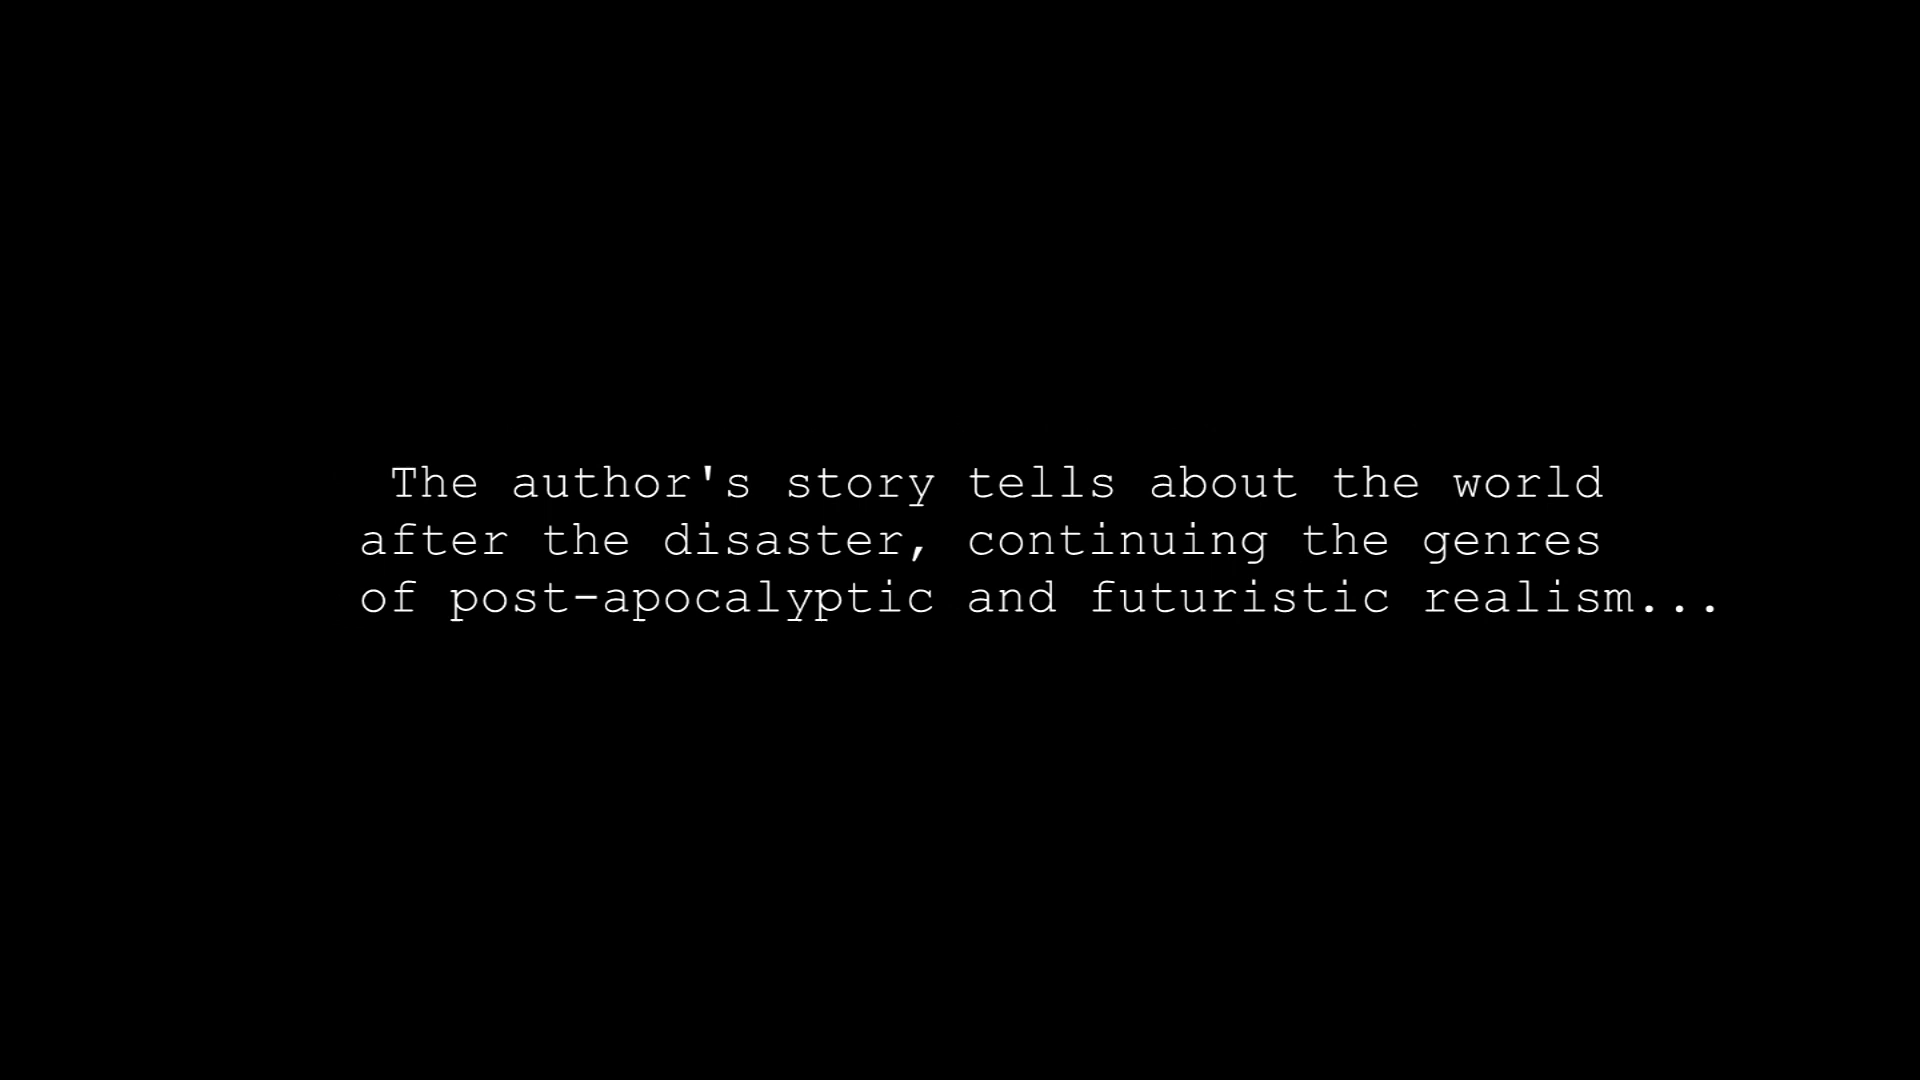 The author's story tells about the world
after the disaster, continuing the genres
of post-apocalyptic and futuristic realism...